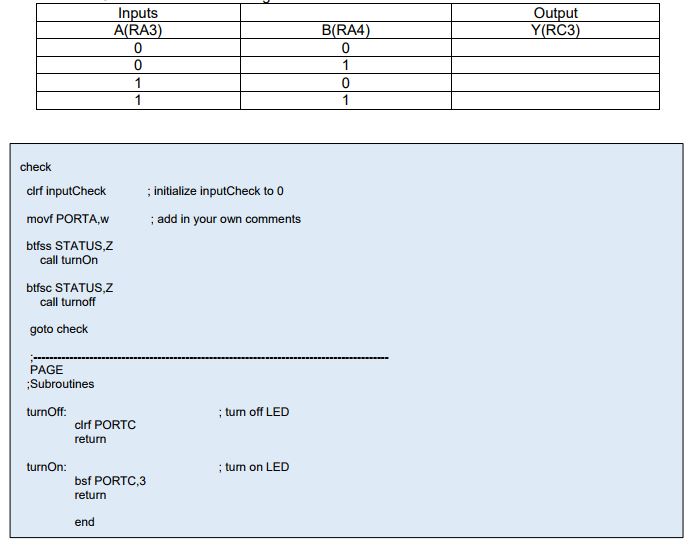 Inputs Output
A(RA3) B(RA4) Y(RC3)
0 0
0 1
1 0
1 1
check
clrf inputCheck ; initialize inputCheck to 0
movf PORTA,w ; add in your own comments
btfss STATUS,Z
call turnOn
btfsc STATUS,Z
call turnoff
goto check
;-----------------------------------------------------------------------------------------
PAGE
;Subroutines
turnOff: ; turn off LED
clrf PORTC
return
turnOn: ; turn on LED
bsf PORTC,3
return
end